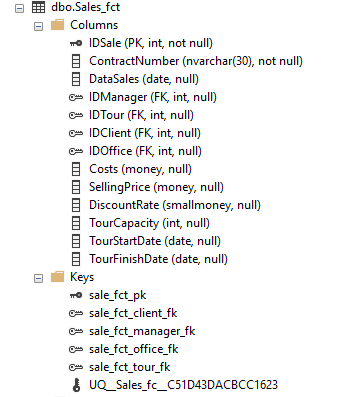 dbo.Sales_fct
Columns
IDSale (PK, int, not null)
ContractNumber (nvarchar(30), not null)
DataSales (date, null)
IDManager (FK, int, null)
IDTour (FK, int, null)
IDClient (FK, int, null)
IDOffice (FK, int, null)
Costs (money, null)
SellingPrice (money, null)
DiscountRate (smallmoney, null)
TourCapacity (int, null)
TourStartDate (date, null)
TourFinishDate (date, null)
Keys
sale_fct_pk
sale_fct_client_fk
sale_fct_manager_fk
sale_fct_office_fk
sale_fct_tour_fk
UQ__Sales_fc__C51D43DACBCC1623